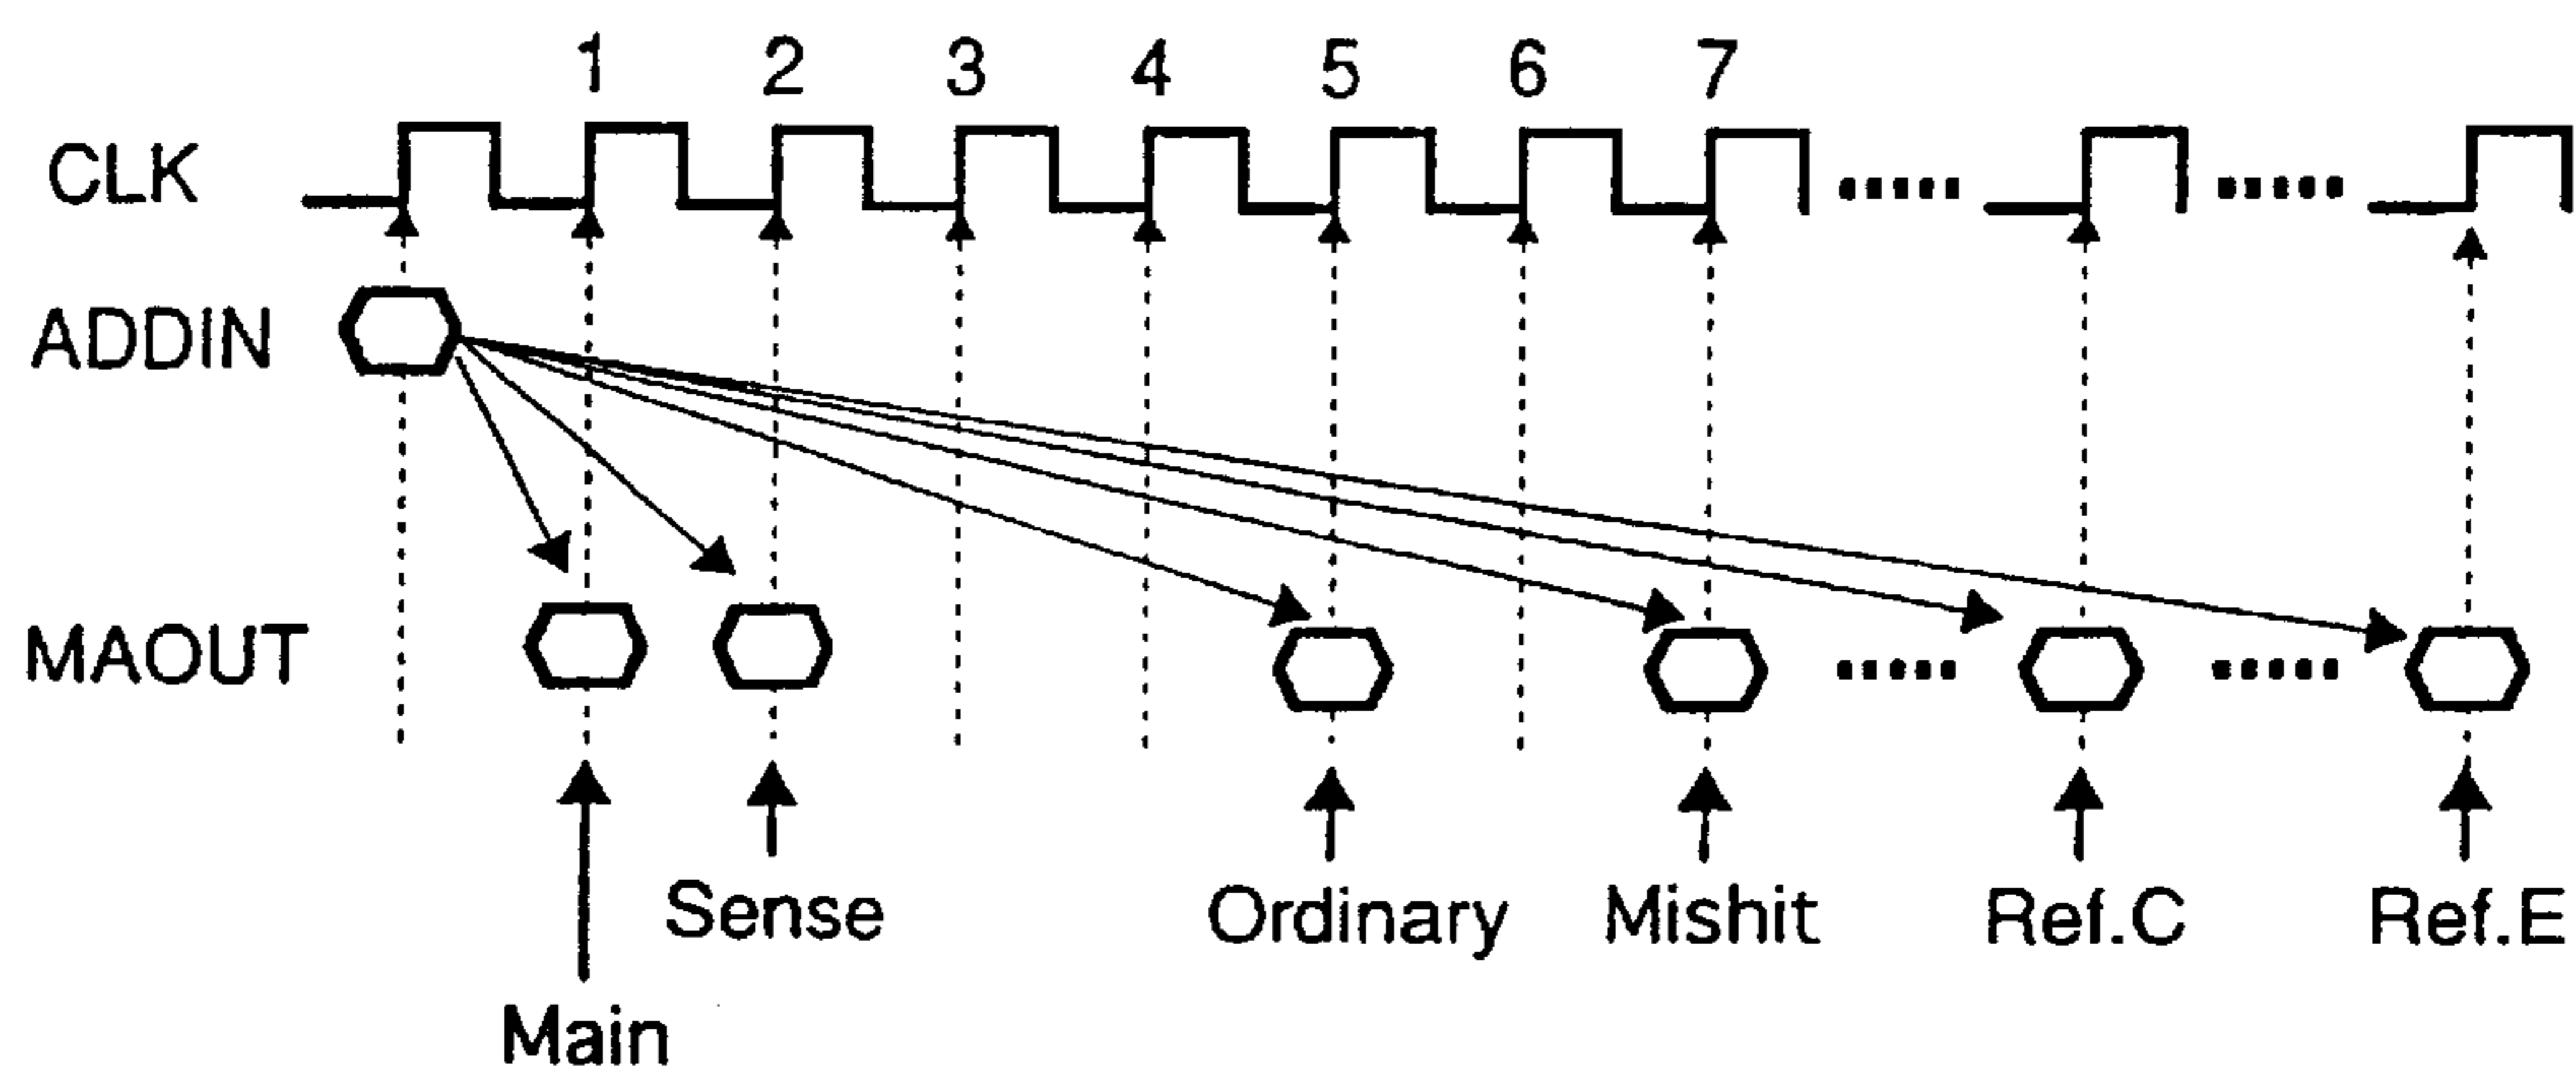 1 2 3 4 5 6 7
CLK
ADDIN
MAOUT
Sense Ordinary Mishit Ref.C Ref.E
Main